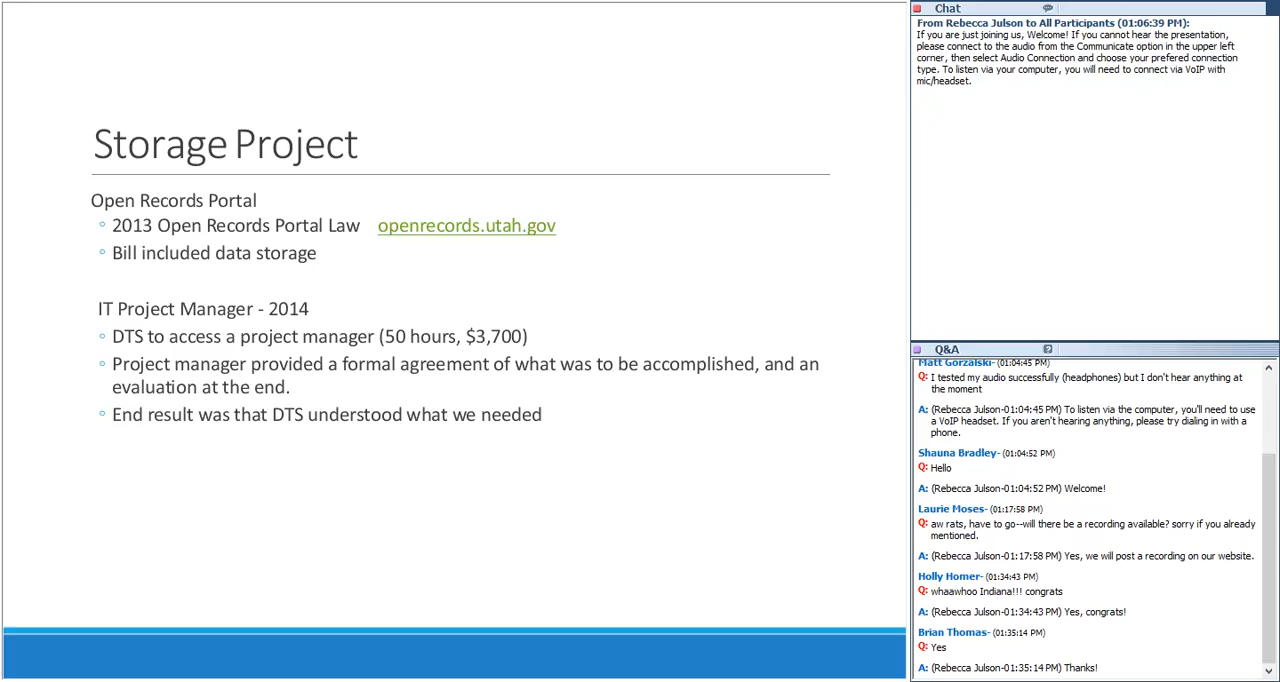 Storage Project
Open Records Portal
◦ 2013 Open Records Portal Law openrecords.utah.gov
◦ Bill included data storage
IT Project Manager - 2014
◦ DTS to access a project manager (50 hours, $3,700)
◦ Project manager provided a formal agreement of what was to be accomplished, and an
evaluation at the end.
◦ End result was that DTS understood what we needed
Chat
From Rebecca Julson to All Participants (01:06:39 PM):
If you are just joining us, Welcome! If you cannot hear the presentation,
please connect to the audio from the Communicate option in the upper left
corner, then select Audio Connection and choose your prefered connection
type. To listen via your computer, you will need to connect via VoIP with
mic/headset.
Q&A
Matt Gorzalski- (01:04:45 PM)
Q: I tested my audio successfully (headphones) but I don't hear anything at
the moment
A: (Rebecca Julson-01:04:45 PM) To listen via the computer, you'll need to use
a VoIP headset. If you aren't hearing anything, please try dialing in with a
phone.
Shauna Bradley- (01:04:52 PM)
Q: Hello
A: (Rebecca Julson-01:04:52 PM) Welcome!
Laurie Moses- (01:17:58 PM)
Q: aw rats, have to go--will there be a recording available? sorry if you already
mentioned.
A: (Rebecca Julson-01:17:58 PM) Yes, we will post a recording on our website.
Holly Homer- (01:34:43 PM)
Q: whaawhoo Indiana!!! congrats
A: (Rebecca Julson-01:34:43 PM) Yes, congrats!
Brian Thomas- (01:35:14 PM)
Q: Yes
A: (Rebecca Julson-01:35:14 PM) Thanks!